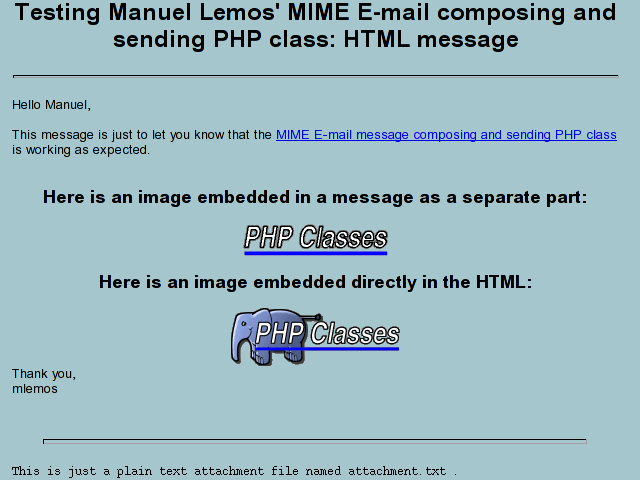 Testing Manuel Lemos' MIME E-mail composing and
sending PHP class: HTML message
Hello Manuel,
This message is just to let you know that the MIME E-mail message composing and sending PHP class
is working as expected.
Here is an image embedded in a message as a separate part:
PHP Classes
Here is an image embedded directly in the HTML:
PHP Classes
Thank you,
mlemos
This is just a plain text attachment file named attachment.txt .